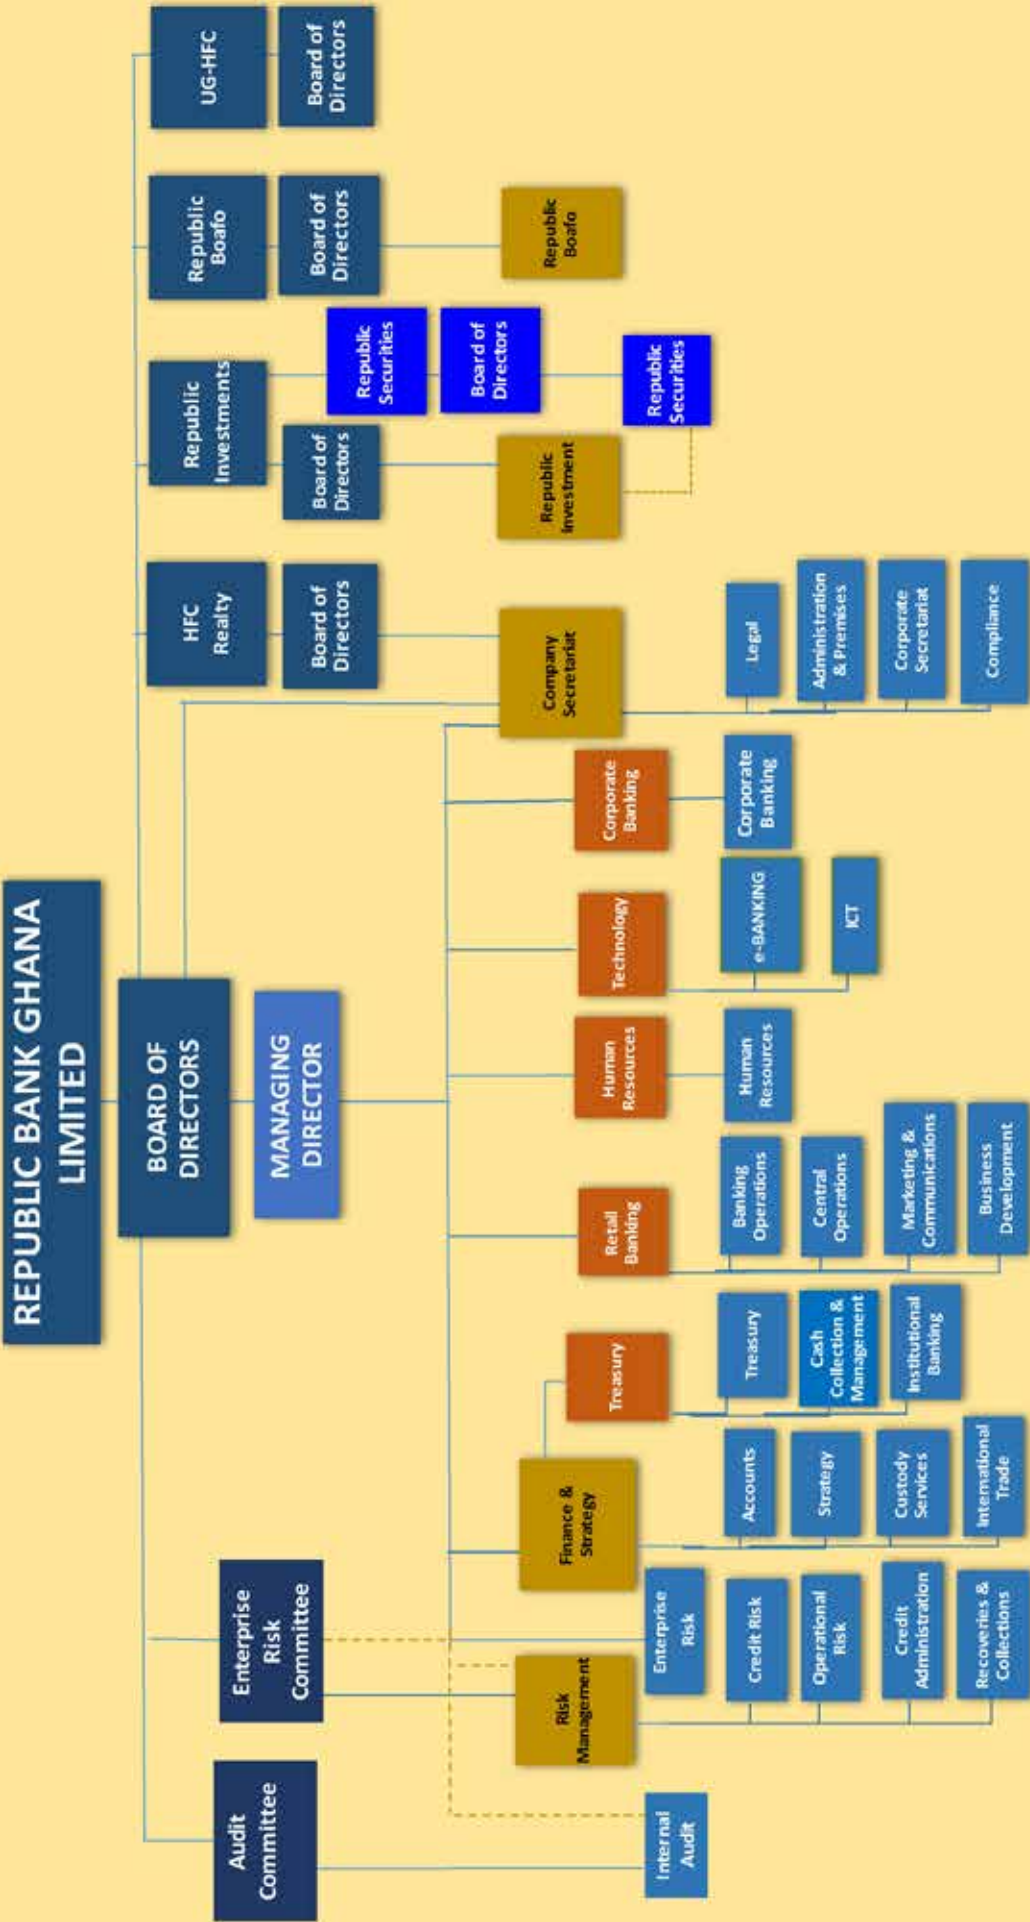 REPUBLIC BANK GHANA
LIMITED
BOARD OF
DIRECTORS
MANAGING
DIRECTOR
Audit
Committee
Enterprise
Risk
Committee
HFC
Realty
Board of
Directors
Republic
Investments
Board of
Directors
Republic
Securities
Board of
Directors
Republic
Boafo
Board of
Directors
UG-HFC
Board of
Directors
Internal
Audit
Risk
Management
Enterprise
Risk
Credit Risk
Operational
Risk
Credit
Administration
Recoveries &
Collections
Finance &
Strategy
Accounts
Strategy
Custody
Services
International
Trade
Treasury
Treasury
Cash
Collection &
Management
Institutional
Banking
Retail
Banking
Banking
Operations
Central
Operations
Marketing &
Communications
Business
Development
Human
Resources
Human
Resources
Technology
e-BANKING
ICT
Corporate
Banking
Corporate
Banking
Company
Secretariat
Legal
Administration
& Premises
Corporate
Secretariat
Compliance
Republic
Investment
Republic
Securities
Republic
Boafo